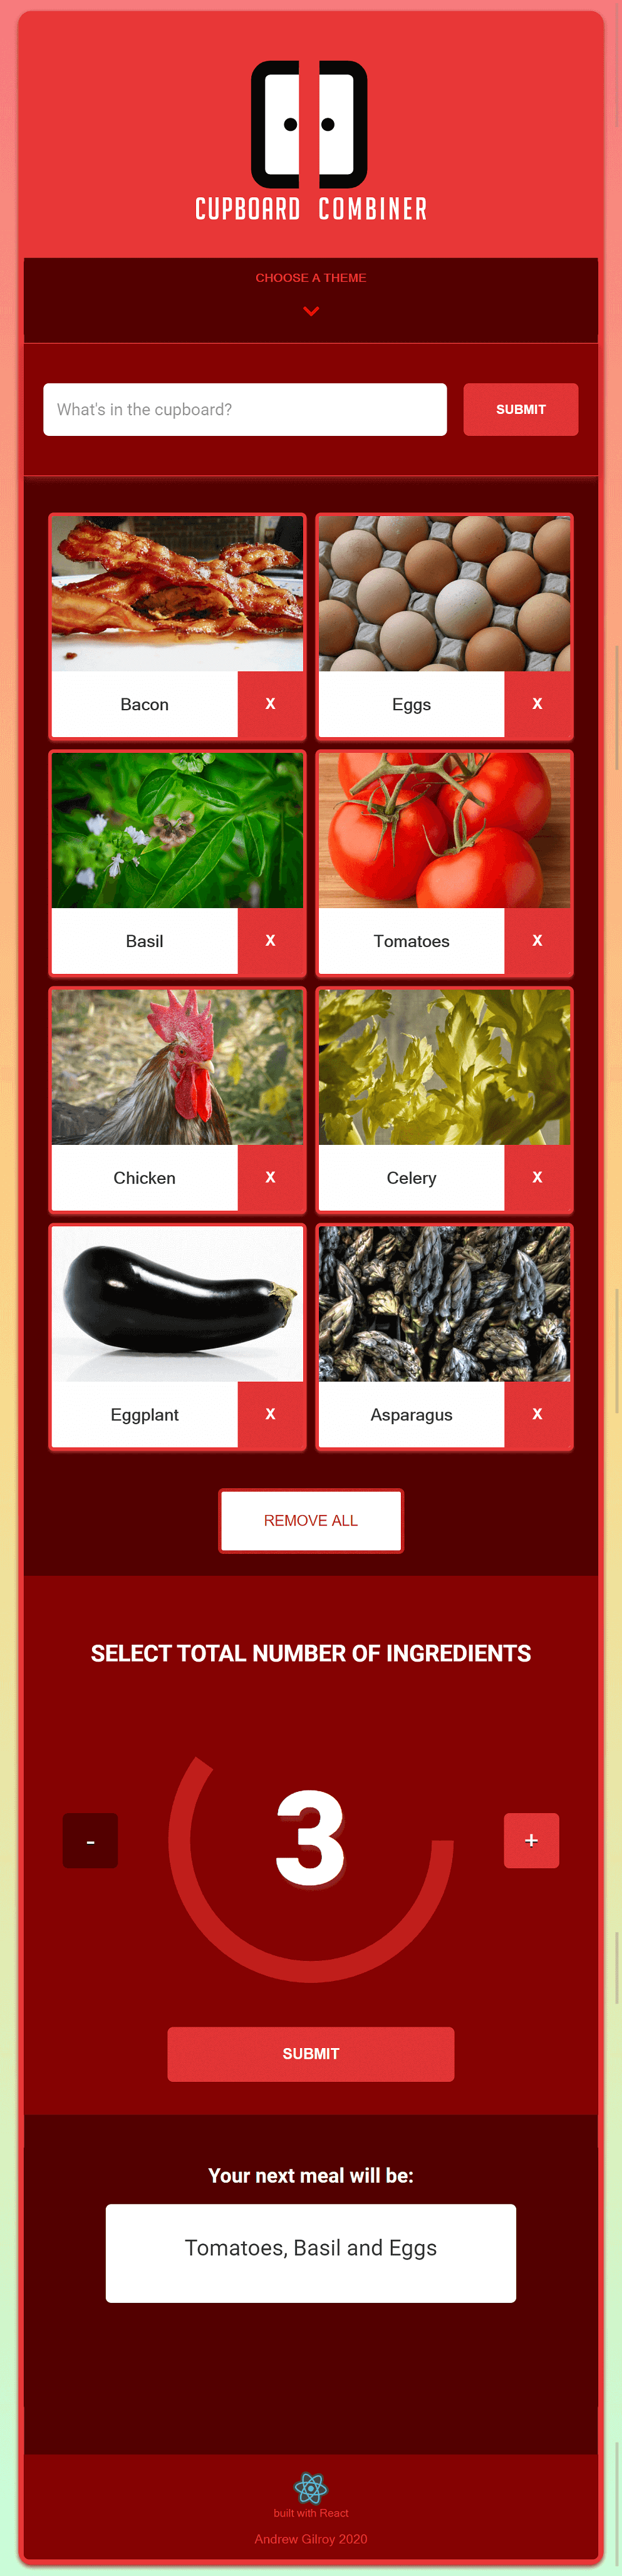 CUPBOARD COMBINER
CHOOSE A THEME
What's in the cupboard?
SUBMIT
Bacon
X
Eggs
X
Basil
X
Tomatoes
X
Chicken
X
Celery
X
Eggplant
X
Asparagus
X
REMOVE ALL
SELECT TOTAL NUMBER OF INGREDIENTS
-
3
+
SUBMIT
Your next meal will be:
Tomatoes, Basil and Eggs
built with React
Andrew Gilroy 2020